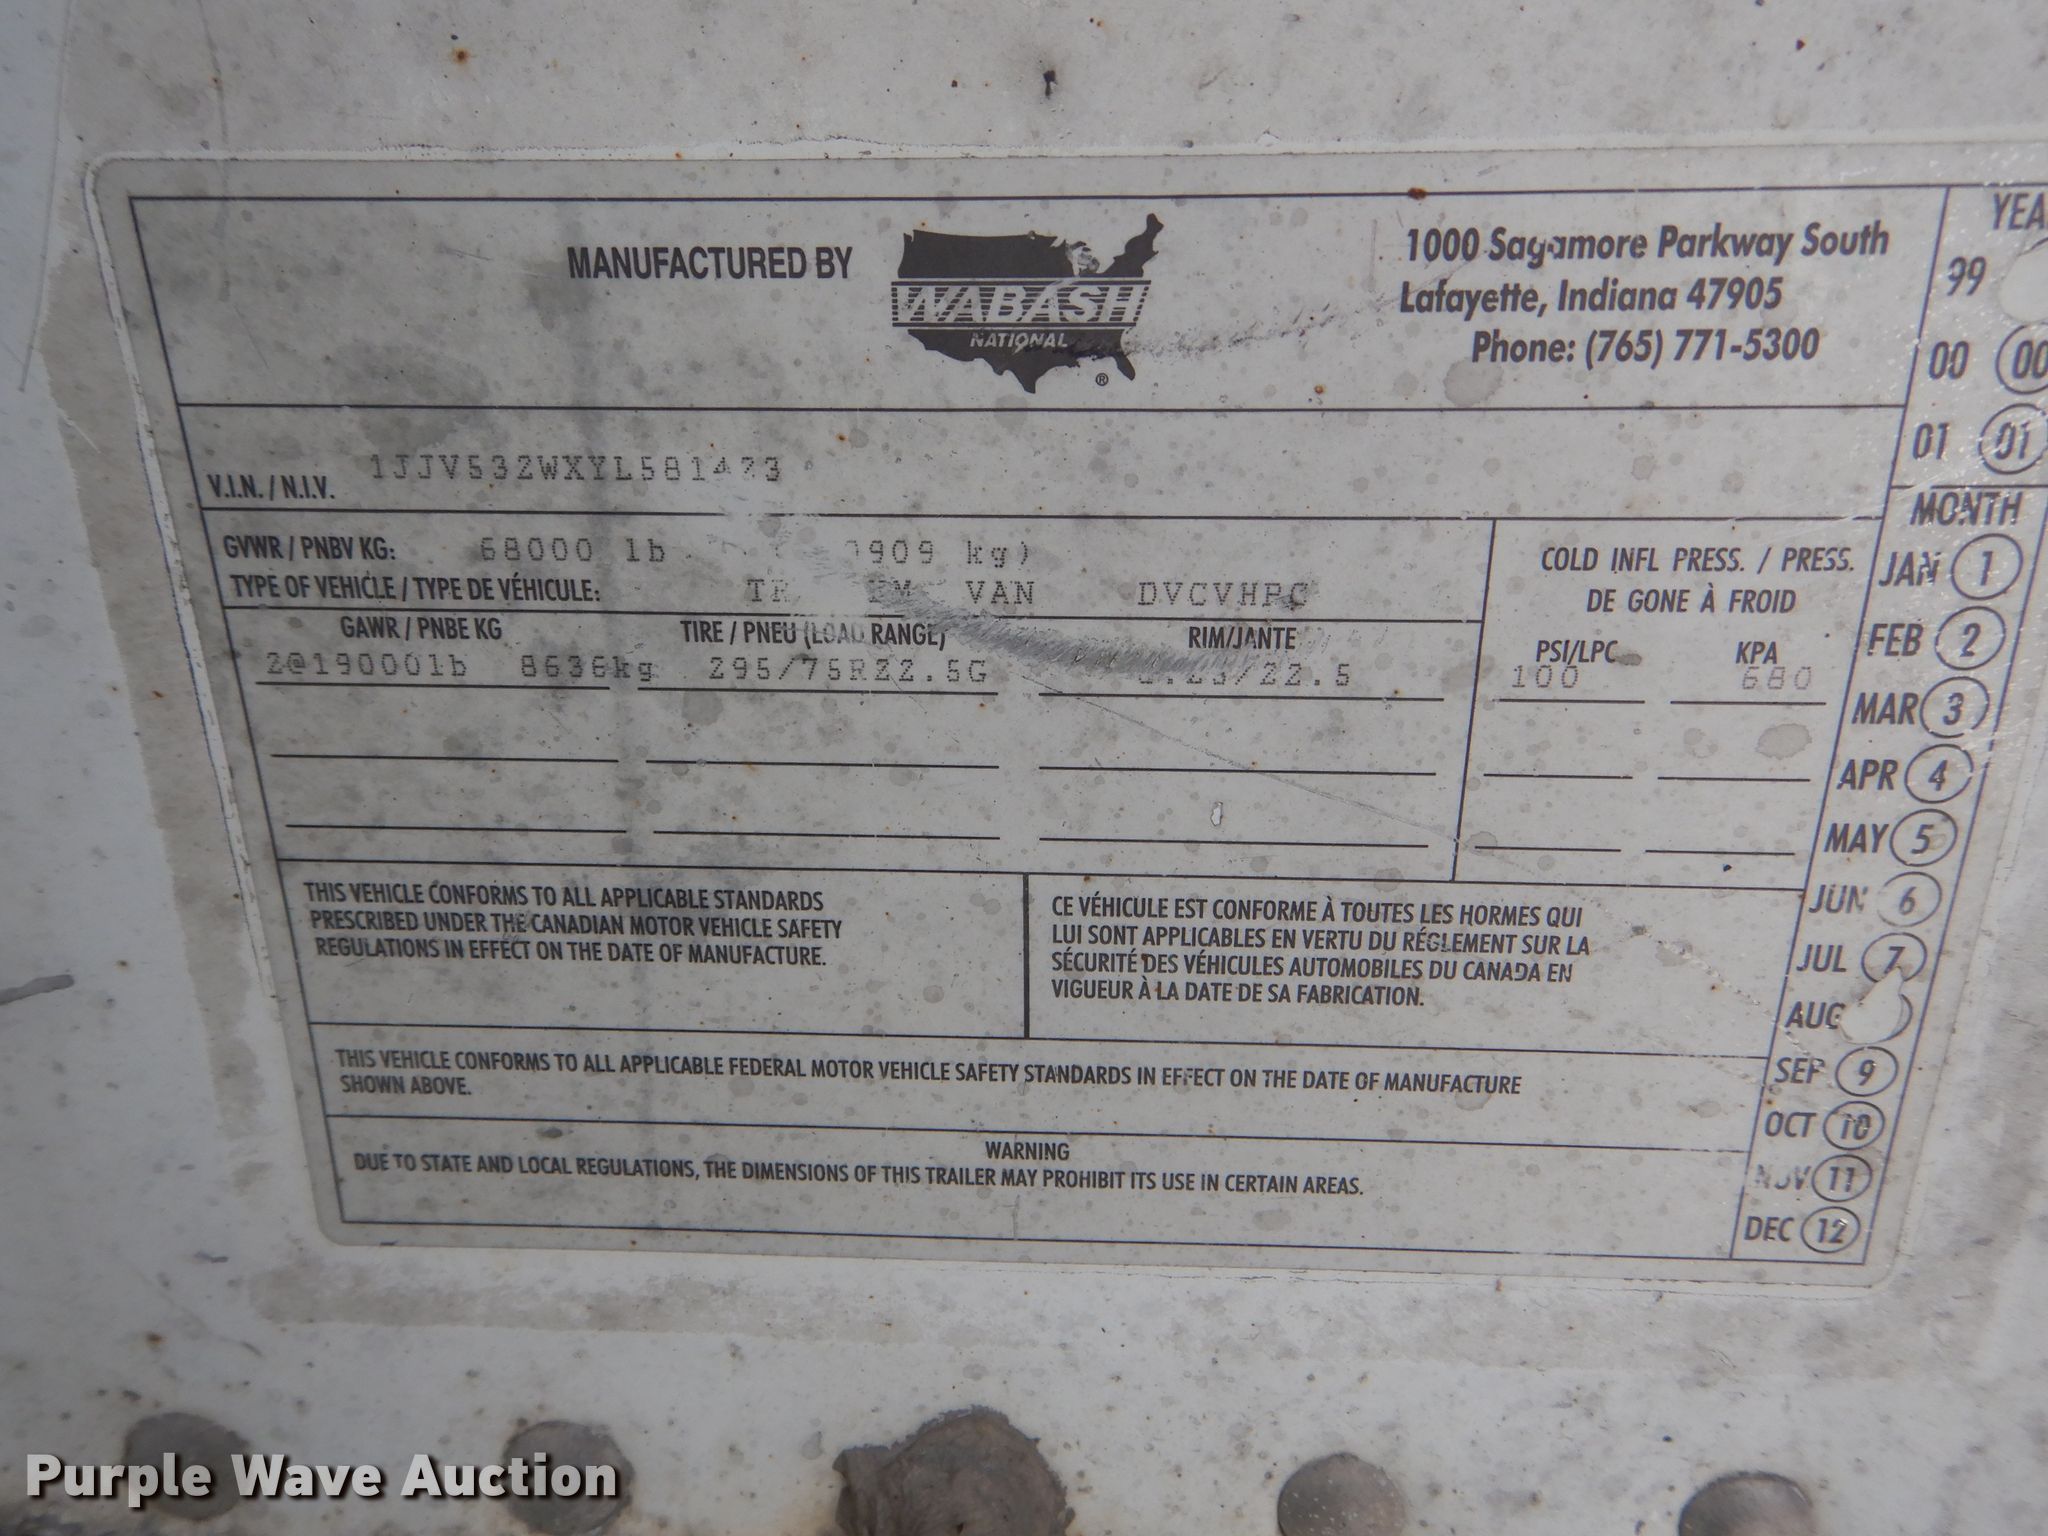 MANUFACTURED BY
WABASH
NATIONAL
®
1000 Sagamore Parkway South
Lafayette, Indiana 47905
Phone: (765) 771-5300
V.I.N. / N.I.V.
GVWR / PNBV KG: 68000 lb kg)
TYPE OF VEHICLE / TYPE DE VÉHICULE: VAN DVCVHPC
GAWR / PNBE KG TIRE / PNEU (LOAD RANGE) RIM/JANTE
2@19000lb 8636kg 295/75R22.5G
COLD INFL PRESS. / PRESS.
DE GONE À FROID
PSI/LPC KPA
100 680
THIS VEHICLE CONFORMS TO ALL APPLICABLE STANDARDS
PRESCRIBED UNDER THE CANADIAN MOTOR VEHICLE SAFETY
REGULATIONS IN EFFECT ON THE DATE OF MANUFACTURE.
CE VÉHICULE EST CONFORME À TOUTES LES HORMES QUI
LUI SONT APPLICABLES EN VERTU DU RÉGLEMENT SUR LA
SÉCURITÉ DES VÉHICULES AUTOMOBILES DU CANADA EN
VIGUEUR À LA DATE DE SA FABRICATION.
THIS VEHICLE CONFORMS TO ALL APPLICABLE FEDERAL MOTOR VEHICLE SAFETY STANDARDS IN EFFECT ON THE DATE OF MANUFACTURE
SHOWN ABOVE.
WARNING
DUE TO STATE AND LOCAL REGULATIONS, THE DIMENSIONS OF THIS TRAILER MAY PROHIBIT ITS USE IN CERTAIN AREAS.
YEA
99
00 00
01 01
MONTH
JAN 1
FEB 2
MAR 3
APR 4
MAY 5
JUN 6
JUL 7
AUG
SEP 9
OCT 10
NOV 11
DEC 12
Purple Wave Auction